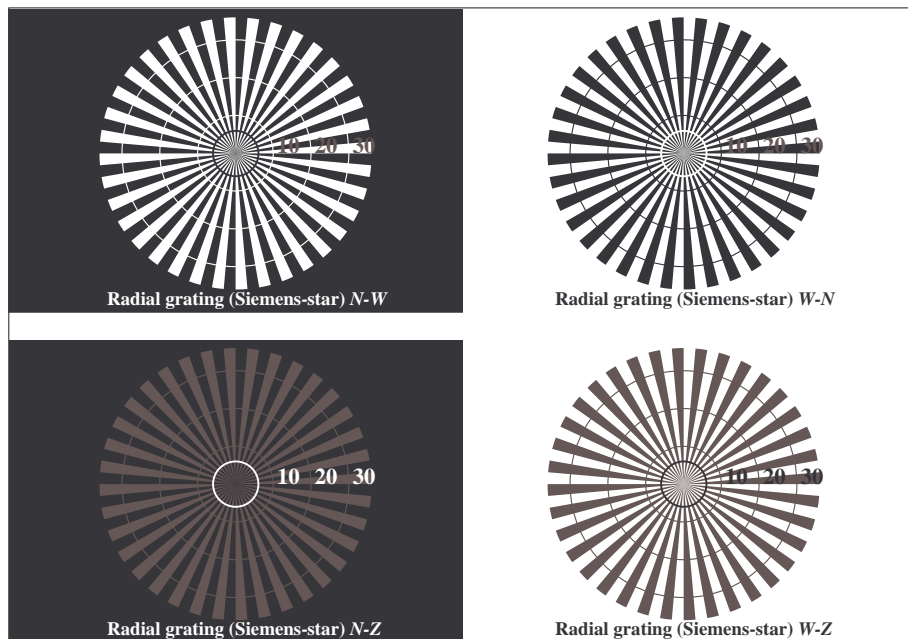 10 20 30
Radial grating (Siemens-star) N-W
10 20 30
Radial grating (Siemens-star) W-N
10 20 30
Radial grating (Siemens-star) N-Z
10 20 30
Radial grating (Siemens-star) W-Z